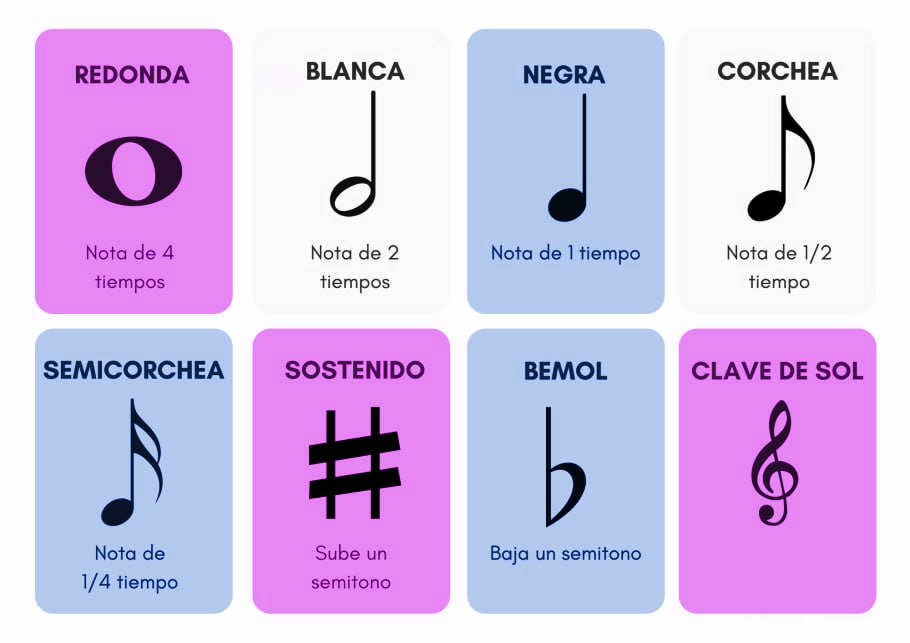 REDONDA
Nota de 4
tiempos
BLANCA
Nota de 2
tiempos
NEGRA
Nota de 1 tiempo
CORCHEA
Nota de 1/2
tiempo
SEMICORCHEA
Nota de
1/4 tiempo
SOSTENIDO
Sube un
semitono
BEMOL
Baja un semitono
CLAVE DE SOL